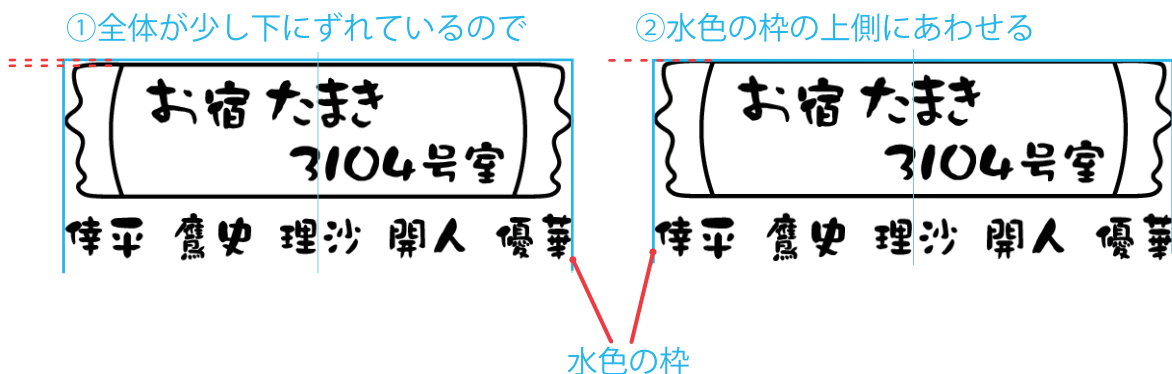 ①全体が少し下にずれているので
お宿 たまき
3104号室
倖平 鷹史 理沙 開人 優華
②水色の枠の上側にあわせる
お宿 たまき
3104号室
倖平 鷹史 理沙 開人 優華
水色の枠